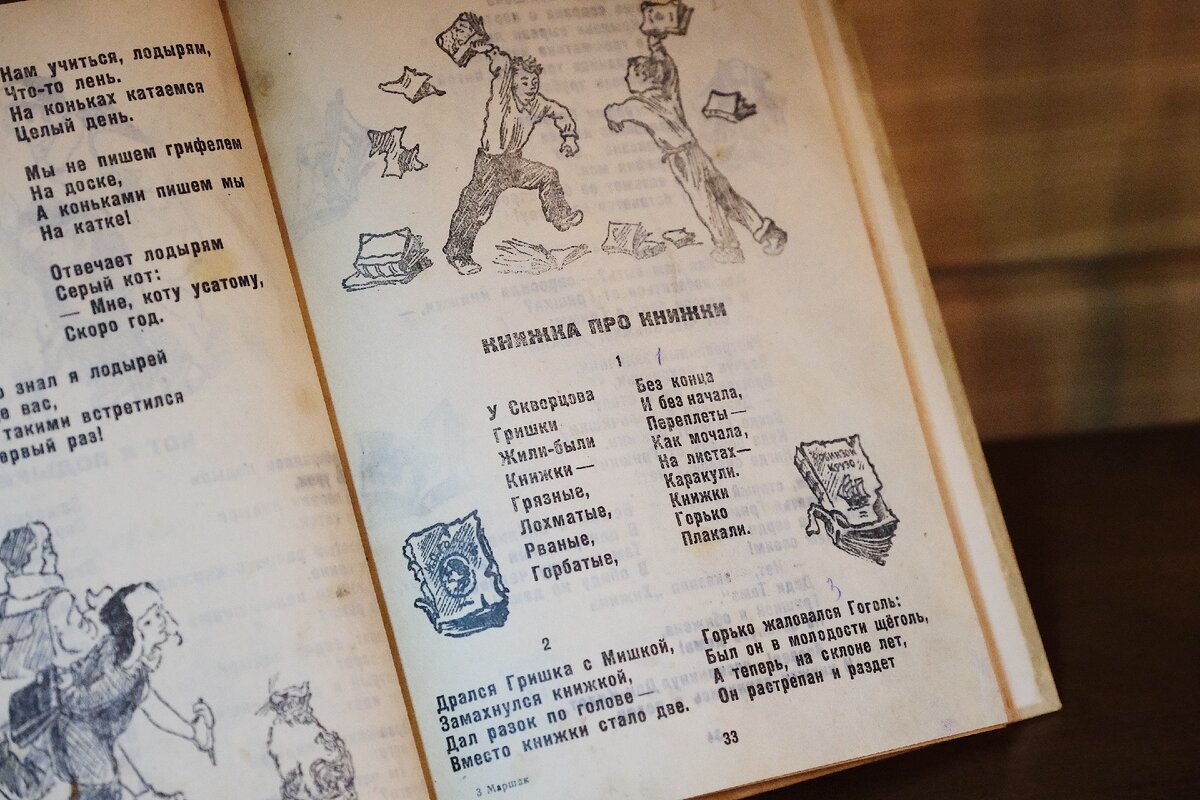 Нам учиться, лодырям,
Что-то лень.
На коньках катаемся
Целый день.
Мы не пишем грифелем
На доске,
А коньками пишем мы
На катке!
Отвечает лодырям
Серый кот:
— Мне, коту усатому,
Скоро год.
знал я лодырей
вас,
такими встретился
раз!
КНИЖКА ПРО КНИЖКИ
1 1
У Скворцова
Гришки
Жили-были
Книжки —
Грязные,
Лохматые,
Рваные,
Горбатые,
Без конца
И без начала,
Переплеты —
Как мочала,
На листах —
Каракули.
Книжки
Горько
Плакали.
РОБИНЗОН
КРУЗО
2
Дрался Гришка с Мишкой,
Замахнулся книжкой,
Дал разок по голове —
Вместо книжки стало две.
3
Горько жаловался Гоголь:
Был он в молодости щёголь,
А теперь, на склоне лет,
Он растрепан и раздет
3 Маршак
33